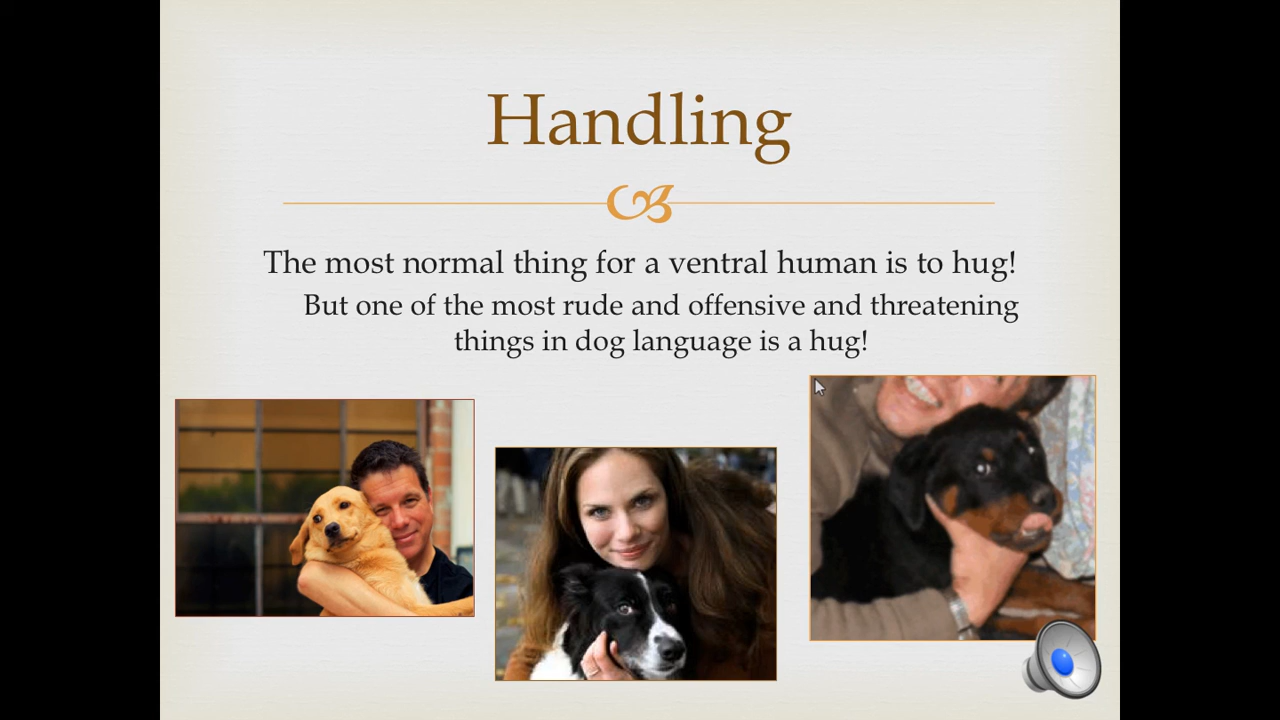 Handling
The most normal thing for a ventral human is to hug!
But one of the most rude and offensive and threatening
things in dog language is a hug!